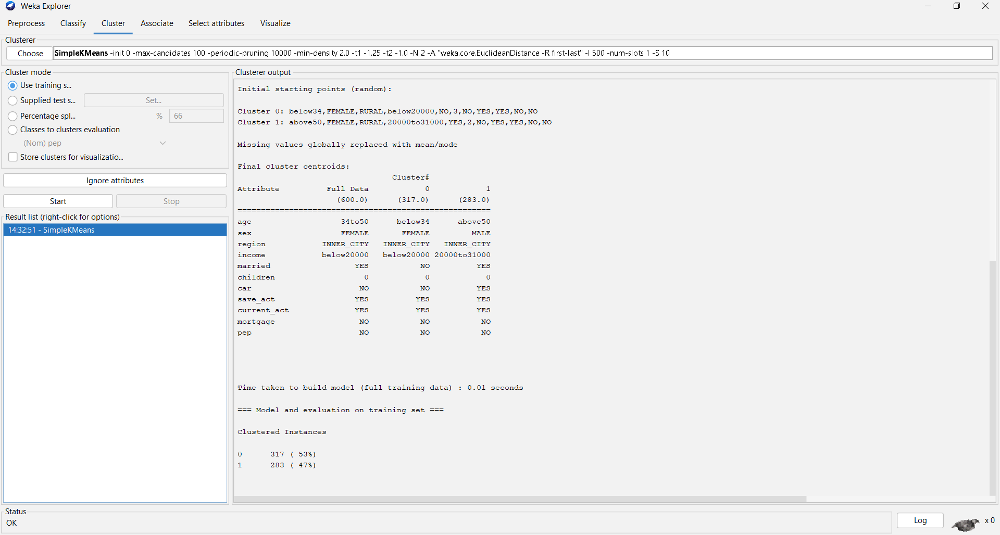 Weka Explorer
Preprocess Classify Cluster Associate Select attributes Visualize
Clusterer
Choose SimpleKMeans -init 0 -max-candidates 100 -periodic-pruning 10000 -min-density 2.0 -t1 -1.25 -t2 -1.0 -N 2 -A "weka.core.EuclideanDistance -R first-last" -I 500 -num-slots 1 -S 10
Cluster mode
Use training s...
Supplied test s... Set...
Percentage spl... % 66
Classes to clusters evaluation
(Nom) pep
Store clusters for visualizatio...
Ignore attributes
Start Stop
Result list (right-click for options)
14:32:51 - SimpleKMeans
Clusterer output
Initial starting points (random):
Cluster 0: below34,FEMALE,RURAL,below20000,NO,3,NO,YES,YES,NO,NO
Cluster 1: above50,FEMALE,RURAL,20000to31000,YES,2,NO,YES,YES,NO,NO
Missing values globally replaced with mean/mode
Final cluster centroids:
Cluster#
Attribute Full Data 0 1
(600.0) (317.0) (283.0)
======================================================
age 34to50 below34 above50
sex FEMALE FEMALE MALE
region INNER_CITY INNER_CITY INNER_CITY
income below20000 below20000 20000to31000
married YES NO YES
children 0 0 0
car NO NO YES
save_act YES YES YES
current_act YES YES YES
mortgage NO NO NO
pep NO NO NO
Time taken to build model (full training data) : 0.01 seconds
=== Model and evaluation on training set ===
Clustered Instances
0 317 ( 53%)
1 283 ( 47%)
Status
OK
Log x 0